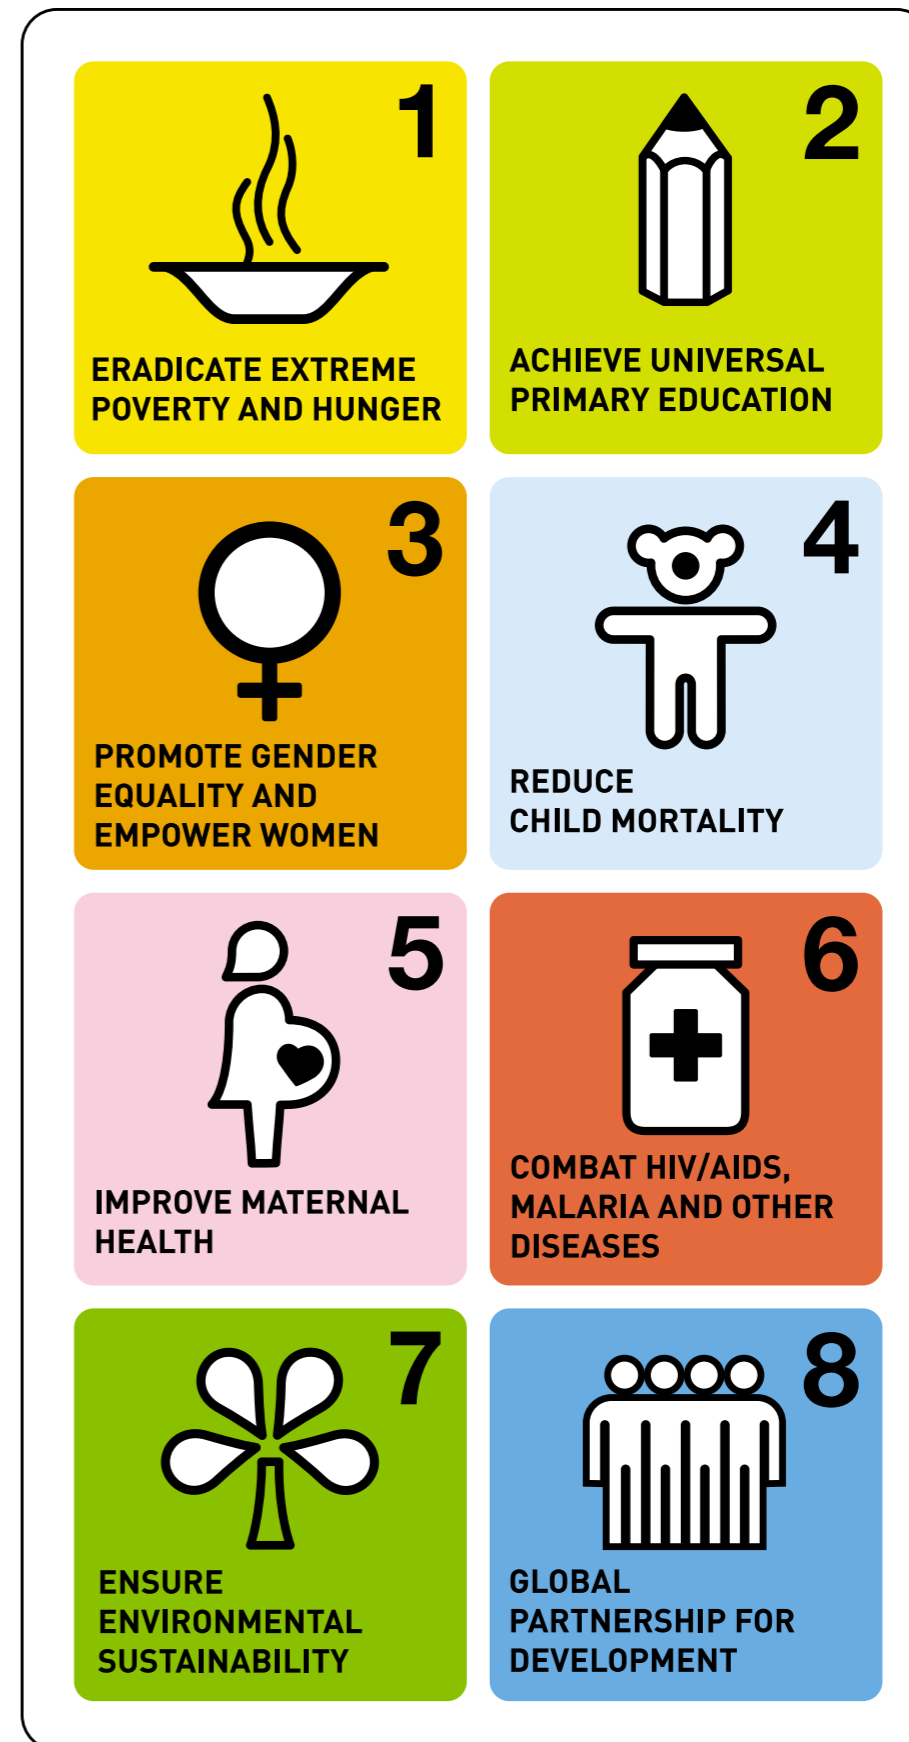 1
ERADICATE EXTREME
POVERTY AND HUNGER
2
ACHIEVE UNIVERSAL
PRIMARY EDUCATION
3
PROMOTE GENDER
EQUALITY AND
EMPOWER WOMEN
4
REDUCE
CHILD MORTALITY
5
IMPROVE MATERNAL
HEALTH
6
COMBAT HIV/AIDS,
MALARIA AND OTHER
DISEASES
7
ENSURE
ENVIRONMENTAL
SUSTAINABILITY
8
GLOBAL
PARTNERSHIP FOR
DEVELOPMENT